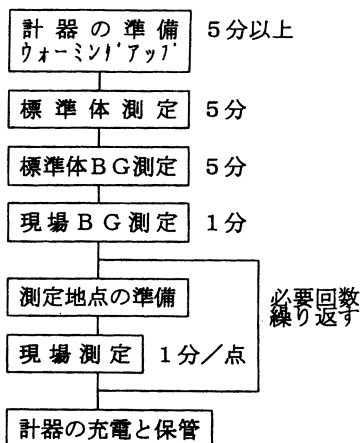 計器の準備 5分以上
ウォーミングアップ
標準体測定 5分
標準体BG測定 5分
現場BG測定 1分
測定地点の準備
必要回数
繰り返す
現場測定 1分/点
計器の充電と保管